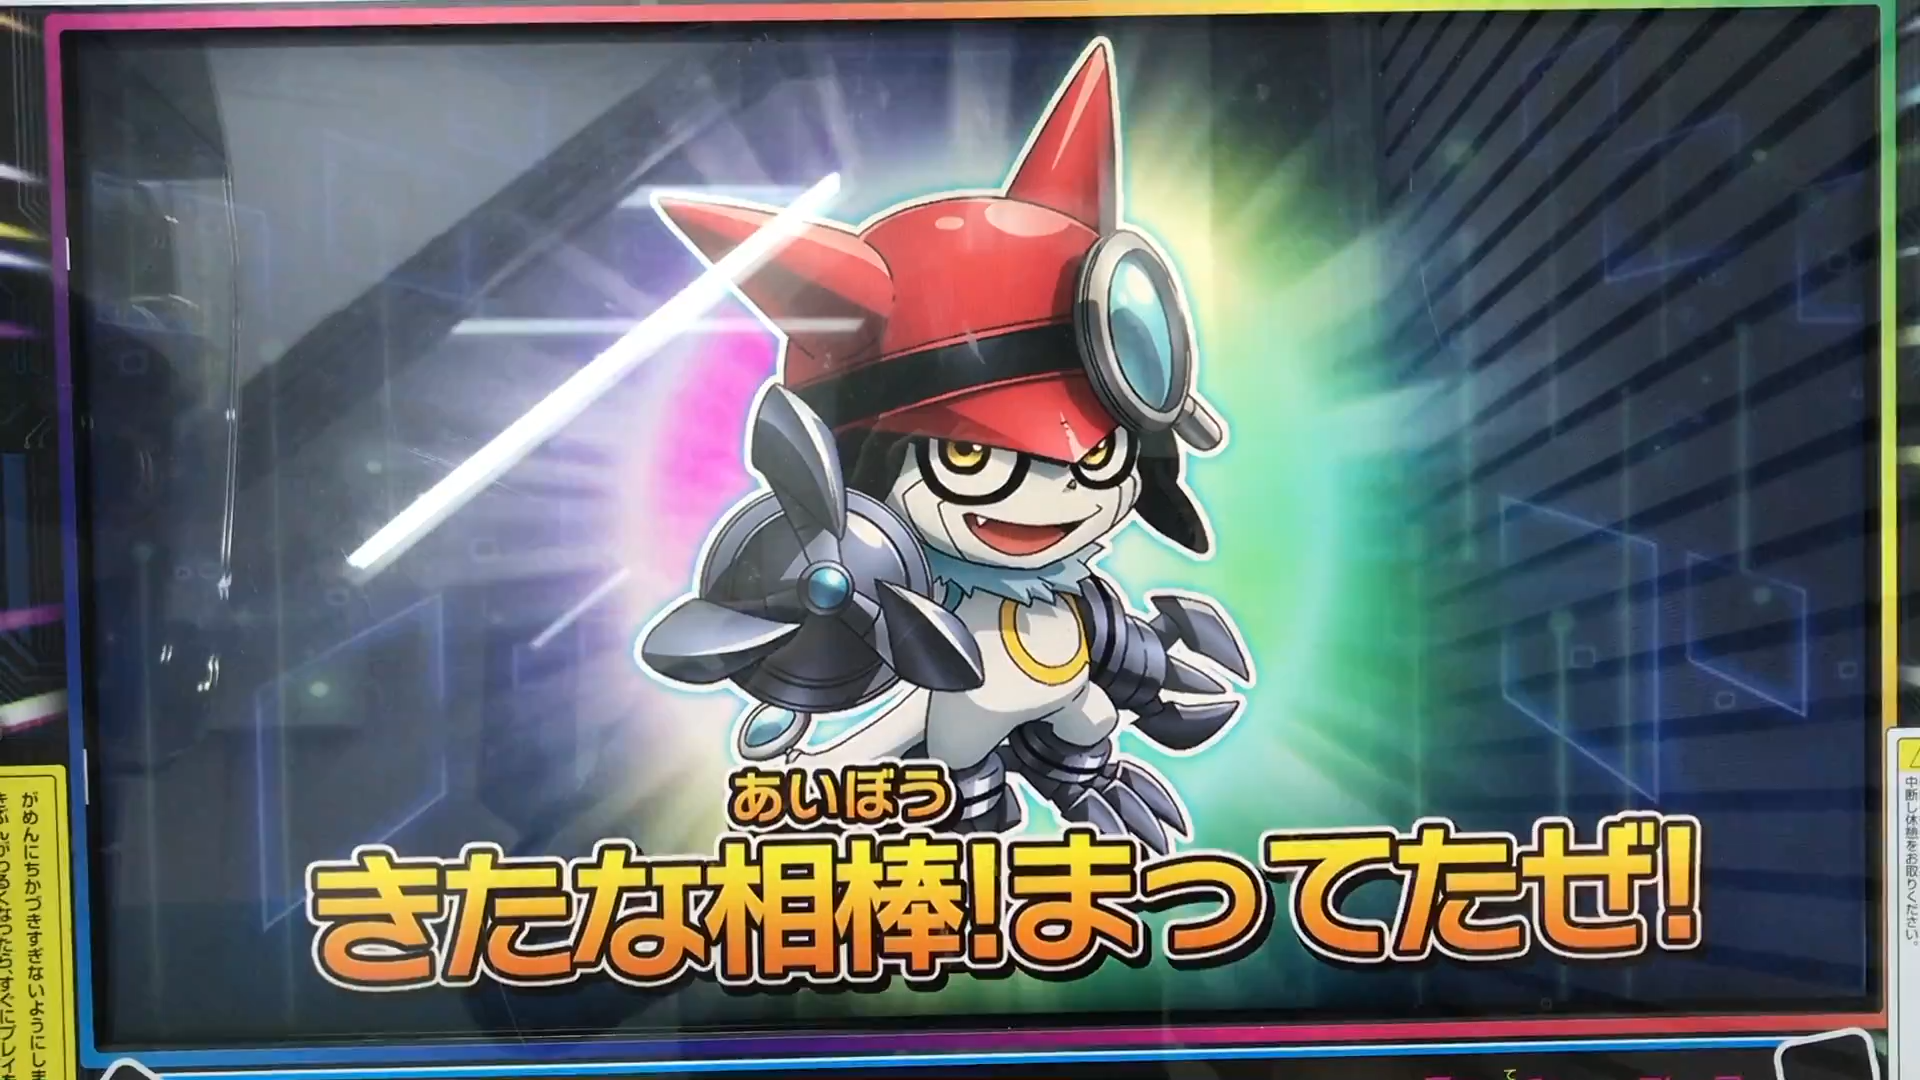 あいぼう
きたな相棒!まってたぜ!
がめんにちかづきすぎないようにしま
きぶんがわるくなったら、すぐにプレイを
中断し休憩をお取りください。
て